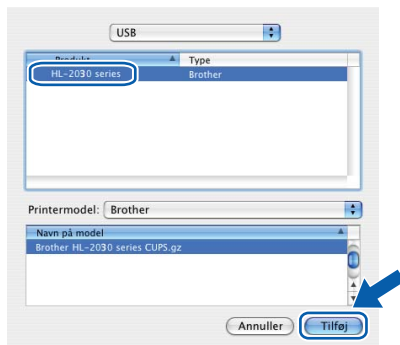 USB
Produkt Type
HL-2030 series Brother
Printermodel: Brother
Navn på model
Brother HL-2030 series CUPS.gz
Annuller Tilføj